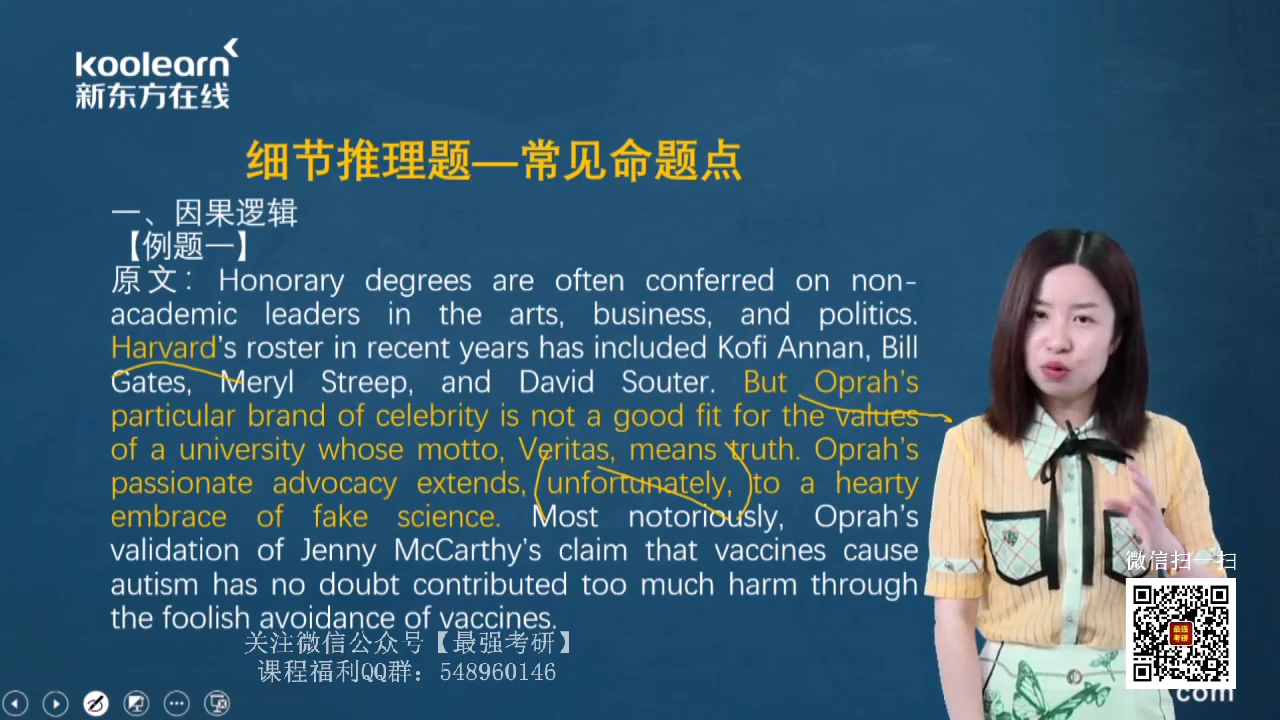 koolearn
新东方在线
细节推理题—常见命题点
一、因果逻辑
【例题一】
原文：Honorary degrees are often conferred on non-
academic leaders in the arts, business, and politics.
Harvard's roster in recent years has included Kofi Annan, Bill
Gates, Meryl Streep, and David Souter. But Oprah's
particular brand of celebrity is not a good fit for the values
of a university whose motto, Veritas, means truth. Oprah's
passionate advocacy extends, unfortunately, to a hearty
embrace of fake science. Most notoriously, Oprah's
validation of Jenny McCarthy's claim that vaccines cause
autism has no doubt contributed too much harm through
the foolish avoidance of vaccines.
关注微信公众号【最强考研】
课程福利QQ群：548960146
微信扫一扫
最强
考研
com